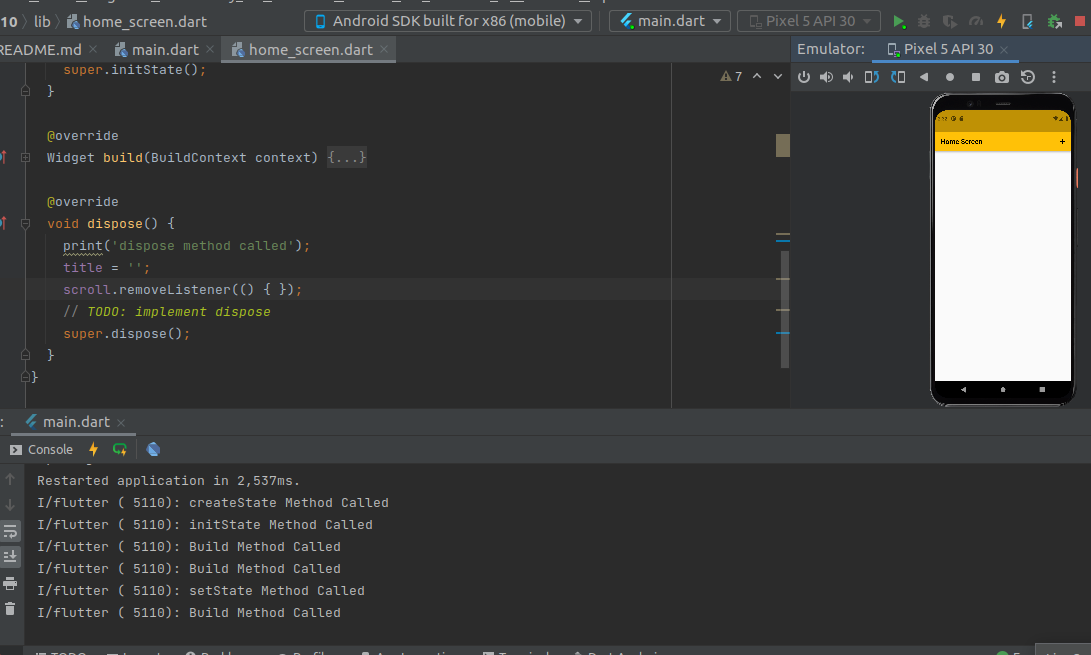 10 lib home_screen.dart Android SDK built for x86 (mobile) main.dart Pixel 5 API 30
README.md main.dart home_screen.dart
Emulator: Pixel 5 API 30
super.initState();
7
}
@override
Widget build(BuildContext context) {...}
@override
void dispose() {
print('dispose method called');
title = '';
scroll.removeListener(() { });
// TODO: implement dispose
super.dispose();
}
}
Home Screen +
: main.dart
Console
Restarted application in 2,537ms.
I/flutter ( 5110): createState Method Called
I/flutter ( 5110): initState Method Called
I/flutter ( 5110): Build Method Called
I/flutter ( 5110): Build Method Called
I/flutter ( 5110): setState Method Called
I/flutter ( 5110): Build Method Called